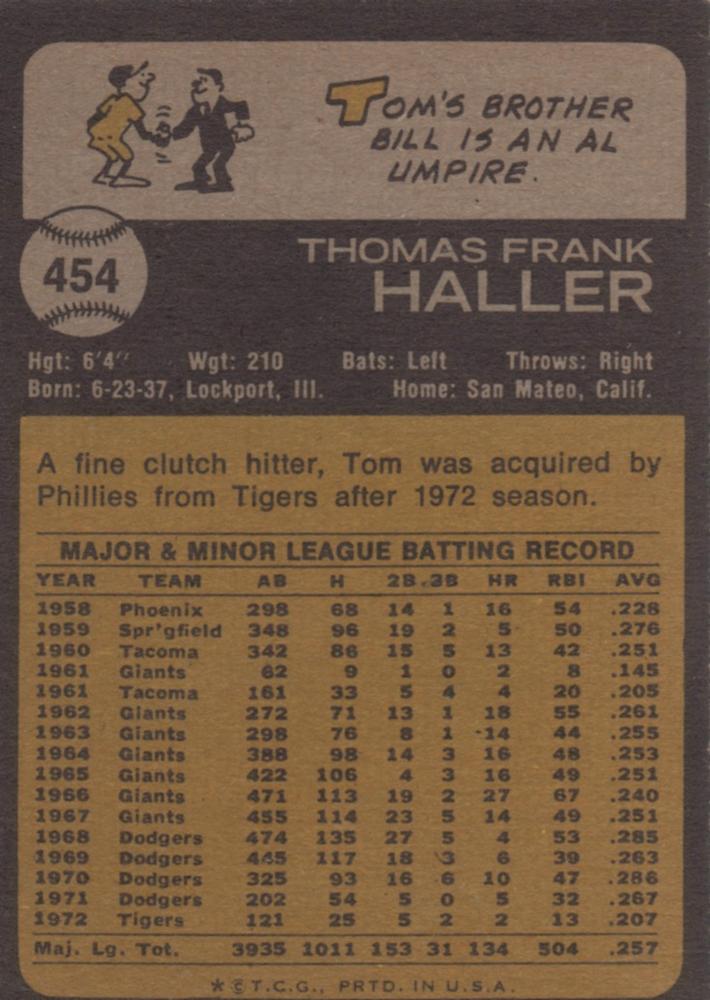 TOM'S BROTHER
BILL IS AN AL
UMPIRE.
454
THOMAS FRANK
HALLER
Hgt: 6'4" Wgt: 210 Bats: Left Throws: Right
Born: 6-23-37, Lockport, Ill. Home: San Mateo, Calif.
A fine clutch hitter, Tom was acquired by
Phillies from Tigers after 1972 season.
MAJOR & MINOR LEAGUE BATTING RECORD
YEAR TEAM AB H 2B 3B HR RBI AVG
1958 Phoenix 298 68 14 1 16 54 .228
1959 Spr'gfield 348 96 19 2 5 50 .276
1960 Tacoma 342 86 15 5 13 42 .251
1961 Giants 62 9 1 0 2 8 .145
1961 Tacoma 161 33 5 4 4 20 .205
1962 Giants 272 71 13 1 18 55 .261
1963 Giants 298 76 8 1 14 44 .255
1964 Giants 388 98 14 3 16 48 .253
1965 Giants 422 106 4 3 16 49 .251
1966 Giants 471 113 19 2 27 67 .240
1967 Giants 455 114 23 5 14 49 .251
1968 Dodgers 474 135 27 5 4 53 .285
1969 Dodgers 445 117 18 3 6 39 .263
1970 Dodgers 325 93 16 6 10 47 .286
1971 Dodgers 202 54 5 0 5 32 .267
1972 Tigers 121 25 5 2 2 13 .207
Maj. Lg. Tot. 3935 1011 153 31 134 504 .257
* © T.C.G., PRTD. IN U.S.A.